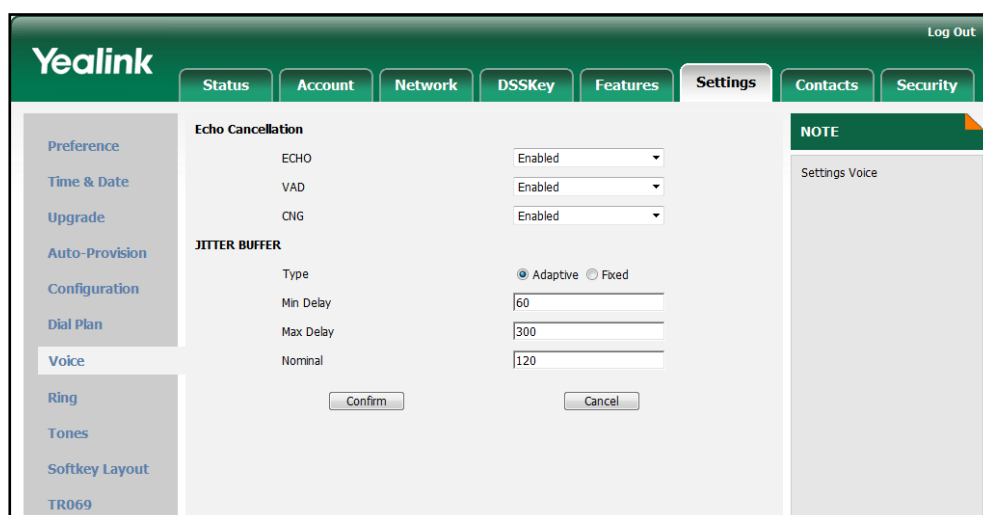 Log Out
Yealink
Status Account Network DSSKey Features Settings Contacts Security
Preference
Time & Date
Upgrade
Auto-Provision
Configuration
Dial Plan
Voice
Ring
Tones
Softkey Layout
TR069
Echo Cancellation
ECHO Enabled
VAD Enabled
CNG Enabled
JITTER BUFFER
Type Adaptive Fixed
Min Delay 60
Max Delay 300
Nominal 120
Confirm Cancel
NOTE
Settings Voice